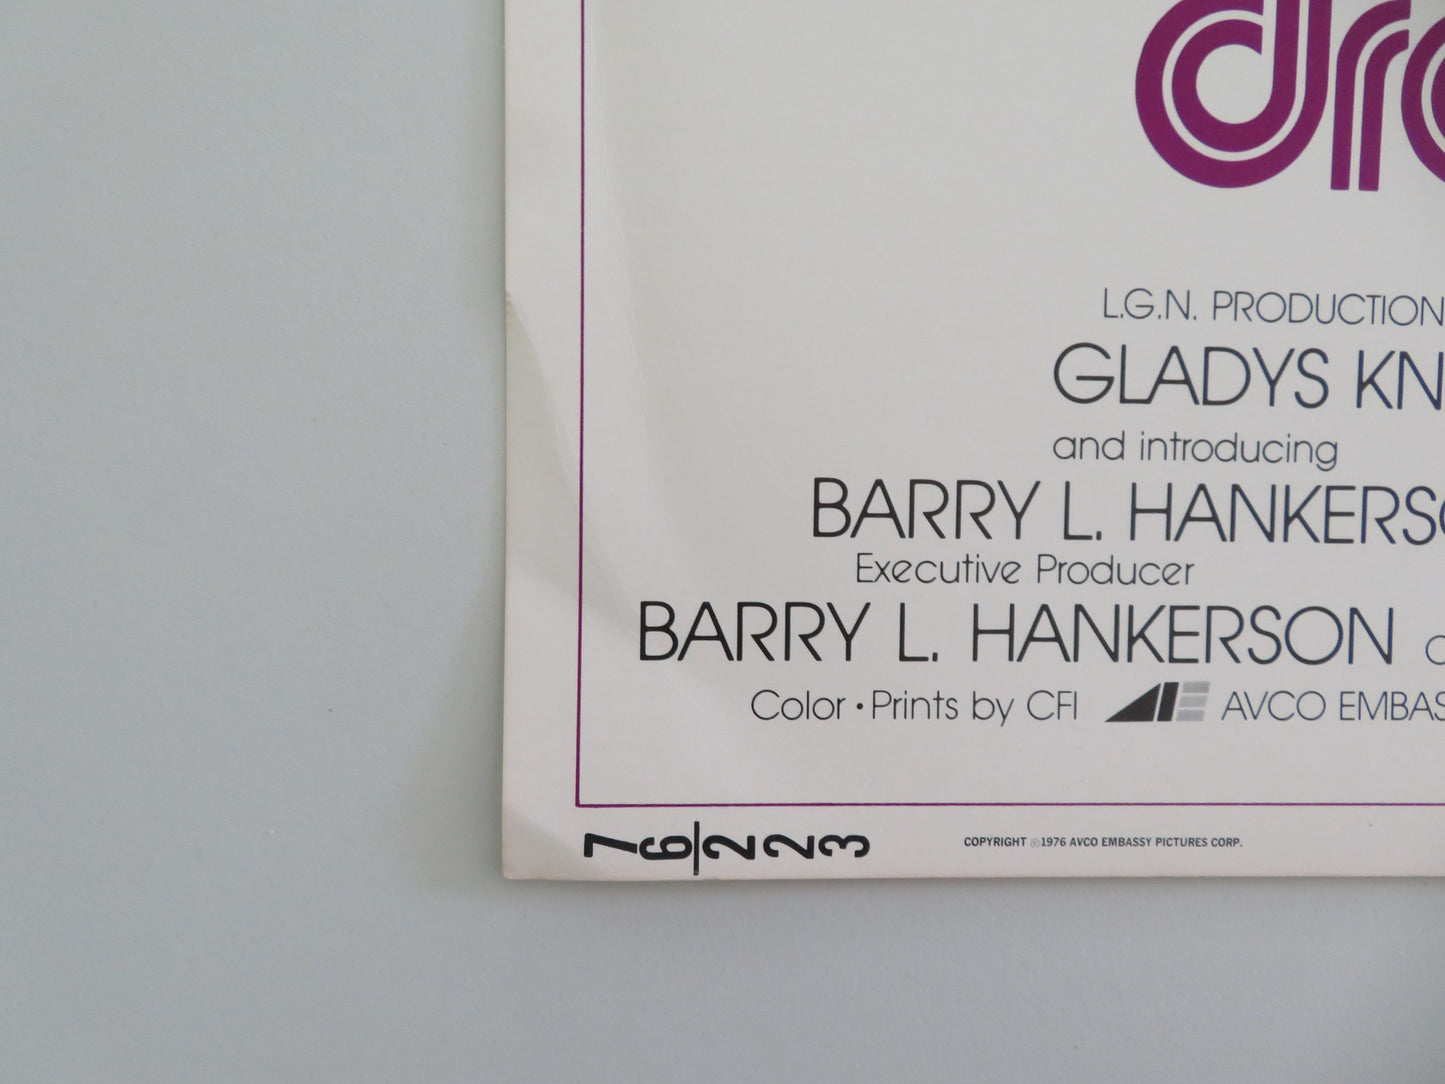 L.G.N. PRODUCTION
GLADYS KN
and introducing
BARRY L. HANKERSO
Executive Producer
BARRY L. HANKERSON
Color • Prints by CFI AVCO EMBAS
76/223
COPYRIGHT ©1976 AVCO EMBASSY PICTURES CORP.